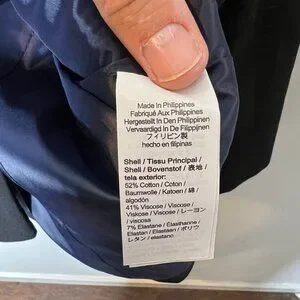 Made In Philippines
Fabriqué Aux Philippines
Hergestellt In Den Philippinen
Vervaardigd In De Filippijnen
フィリピン製
hecho en filipinas
Shell / Tissu Principal /
Shell / Bovenstof / 表地 /
tela exterior:
52% Cotton / Coton /
Baumwolle / Katoen / 綿 /
algodón
41% Viscose / Viscose /
Viskose / Viscose / レーヨン
/ viscosa
7% Elastane / Élasthanne /
Elastan / Elastaan / ポリウ
レタン / elastano